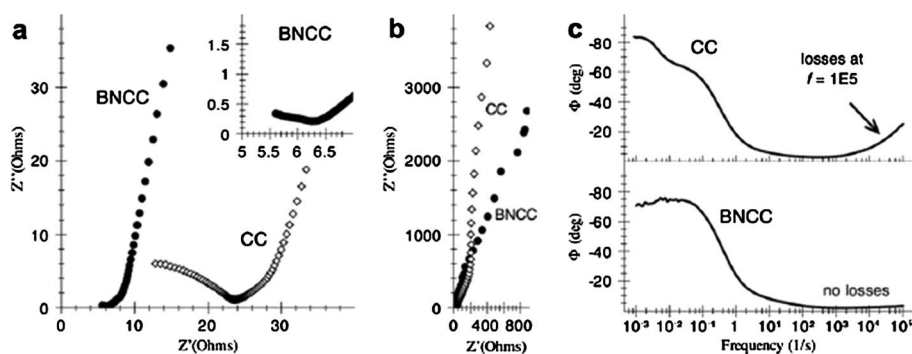 a
BNCC
BNCC
CC
Z''(Ohms)
30
20
10
0
0
10
20
30
Z'(Ohms)
1.5
1
0.5
0
5
5.5
6
6.5
b
CC
BNCC
Z''(Ohms)
3000
2000
1000
0
0
400
800
Z'(Ohms)
c
CC
losses at
f = 1E5
Φ (deg)
-80
-60
-40
-20
BNCC
no losses
Φ (deg)
-80
-60
-40
-20
10⁻³ 10⁻² 10⁻¹ 1 10¹ 10² 10³ 10⁴ 10⁵
Frequency (1/s)